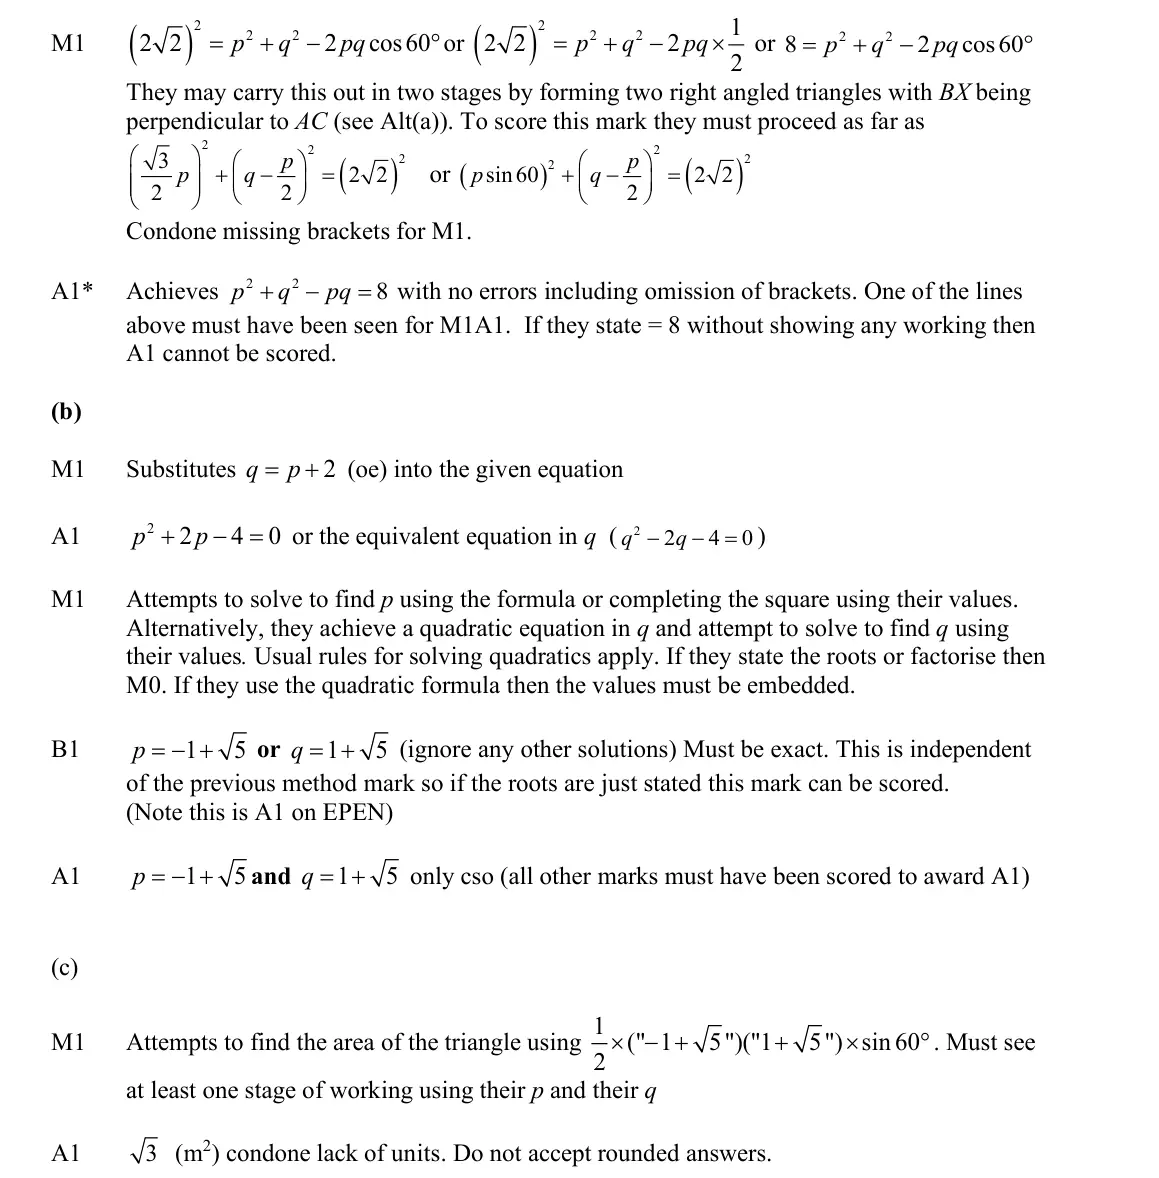 M1 (2√2)² = p² + q² − 2pq cos 60° or (2√2)² = p² + q² − 2pq × 1/2 or 8 = p² + q² − 2pq cos 60°
They may carry this out in two stages by forming two right angled triangles with BX being
perpendicular to AC (see Alt(a)). To score this mark they must proceed as far as
(√3/2 p)² + (q − p/2)² = (2√2)² or (p sin 60)² + (q − p/2)² = (2√2)²
Condone missing brackets for M1.
A1* Achieves p² + q² − pq = 8 with no errors including omission of brackets. One of the lines
above must have been seen for M1A1. If they state = 8 without showing any working then
A1 cannot be scored.
(b)
M1 Substitutes q = p + 2 (oe) into the given equation
A1 p² + 2p − 4 = 0 or the equivalent equation in q (q² − 2q − 4 = 0)
M1 Attempts to solve to find p using the formula or completing the square using their values.
Alternatively, they achieve a quadratic equation in q and attempt to solve to find q using
their values. Usual rules for solving quadratics apply. If they state the roots or factorise then
M0. If they use the quadratic formula then the values must be embedded.
B1 p = −1 + √5 or q = 1 + √5 (ignore any other solutions) Must be exact. This is independent
of the previous method mark so if the roots are just stated this mark can be scored.
(Note this is A1 on EPEN)
A1 p = −1 + √5 and q = 1 + √5 only cso (all other marks must have been scored to award A1)
(c)
M1 Attempts to find the area of the triangle using 1/2 × ("−1 + √5")("1 + √5") × sin 60°. Must see
at least one stage of working using their p and their q
A1 √3 (m²) condone lack of units. Do not accept rounded answers.